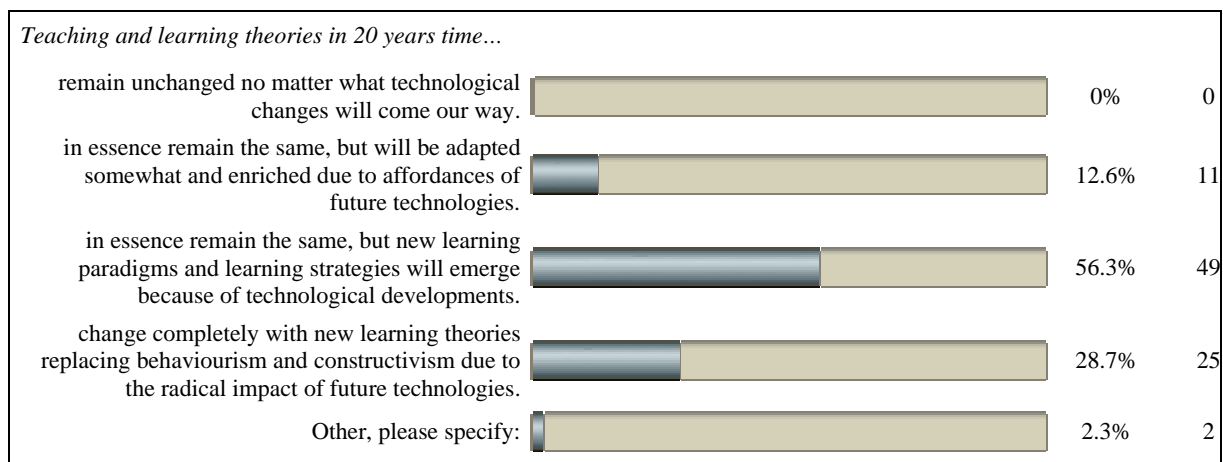 Teaching and learning theories in 20 years time…
remain unchanged no matter what technological
changes will come our way.
0% 0
in essence remain the same, but will be adapted
somewhat and enriched due to affordances of
future technologies.
12.6% 11
in essence remain the same, but new learning
paradigms and learning strategies will emerge
because of technological developments.
56.3% 49
change completely with new learning theories
replacing behaviourism and constructivism due to
the radical impact of future technologies.
28.7% 25
Other, please specify:
2.3% 2